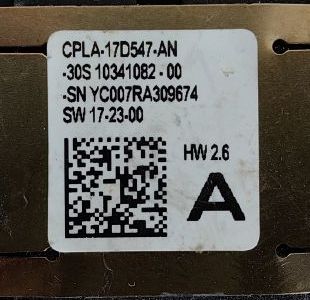 CPLA-17D547-AN
-30S 10341082 - 00
-SN YC007RA309674
SW 17-23-00
HW 2.6
A